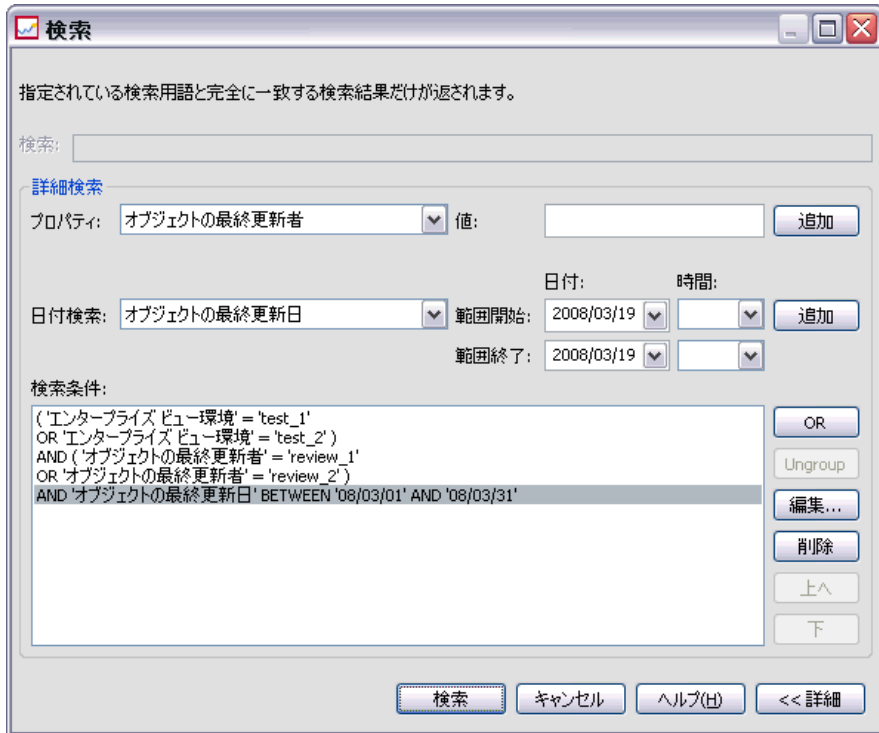 検索
指定されている検索用語と完全に一致する検索結果だけが返されます。
検索:
詳細検索
プロパティ: オブジェクトの最終更新者 値: 追加
日付: 時間:
日付検索: オブジェクトの最終更新日 範囲開始: 2008/03/19 追加
範囲終了: 2008/03/19
検索条件:
( 'エンタープライズ ビュー環境' = 'test_1'
OR 'エンタープライズ ビュー環境' = 'test_2' )
AND ( 'オブジェクトの最終更新者' = 'review_1'
OR 'オブジェクトの最終更新者' = 'review_2' )
AND 'オブジェクトの最終更新日' BETWEEN '08/03/01' AND '08/03/31'
OR
Ungroup
編集...
削除
上へ
下
検索 キャンセル ヘルプ(H) << 詳細